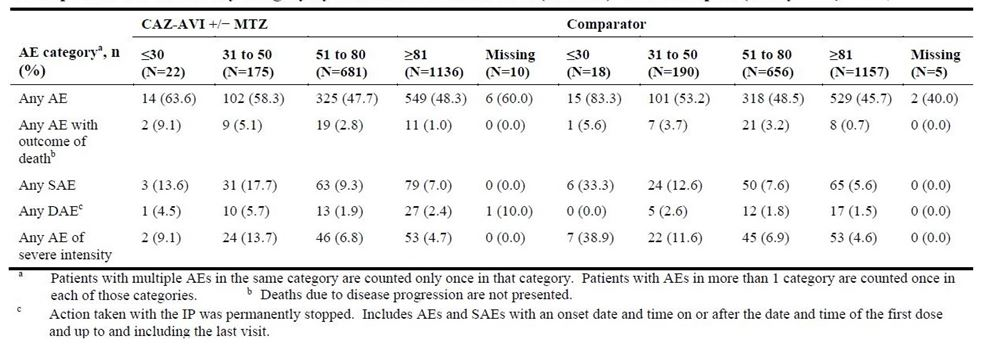 CAZ-AVI +/− MTZ Comparator
AE categoryᵃ, n (%) ≤30 (N=22) 31 to 50 (N=175) 51 to 80 (N=681) ≥81 (N=1136) Missing (N=10) ≤30 (N=18) 31 to 50 (N=190) 51 to 80 (N=656) ≥81 (N=1157) Missing (N=5)
Any AE 14 (63.6) 102 (58.3) 325 (47.7) 549 (48.3) 6 (60.0) 15 (83.3) 101 (53.2) 318 (48.5) 529 (45.7) 2 (40.0)
Any AE with outcome of deathᵇ 2 (9.1) 9 (5.1) 19 (2.8) 11 (1.0) 0 (0.0) 1 (5.6) 7 (3.7) 21 (3.2) 8 (0.7) 0 (0.0)
Any SAE 3 (13.6) 31 (17.7) 63 (9.3) 79 (7.0) 0 (0.0) 6 (33.3) 24 (12.6) 50 (7.6) 65 (5.6) 0 (0.0)
Any DAEᶜ 1 (4.5) 10 (5.7) 13 (1.9) 27 (2.4) 1 (10.0) 0 (0.0) 5 (2.6) 12 (1.8) 17 (1.5) 0 (0.0)
Any AE of severe intensity 2 (9.1) 24 (13.7) 46 (6.8) 53 (4.7) 0 (0.0) 7 (38.9) 22 (11.6) 45 (6.9) 53 (4.6) 0 (0.0)
a Patients with multiple AEs in the same category are counted only once in that category. Patients with AEs in more than 1 category are counted once in
each of those categories. b Deaths due to disease progression are not presented.
c Action taken with the IP was permanently stopped. Includes AEs and SAEs with an onset date and time on or after the date and time of the first dose
and up to and including the last visit.